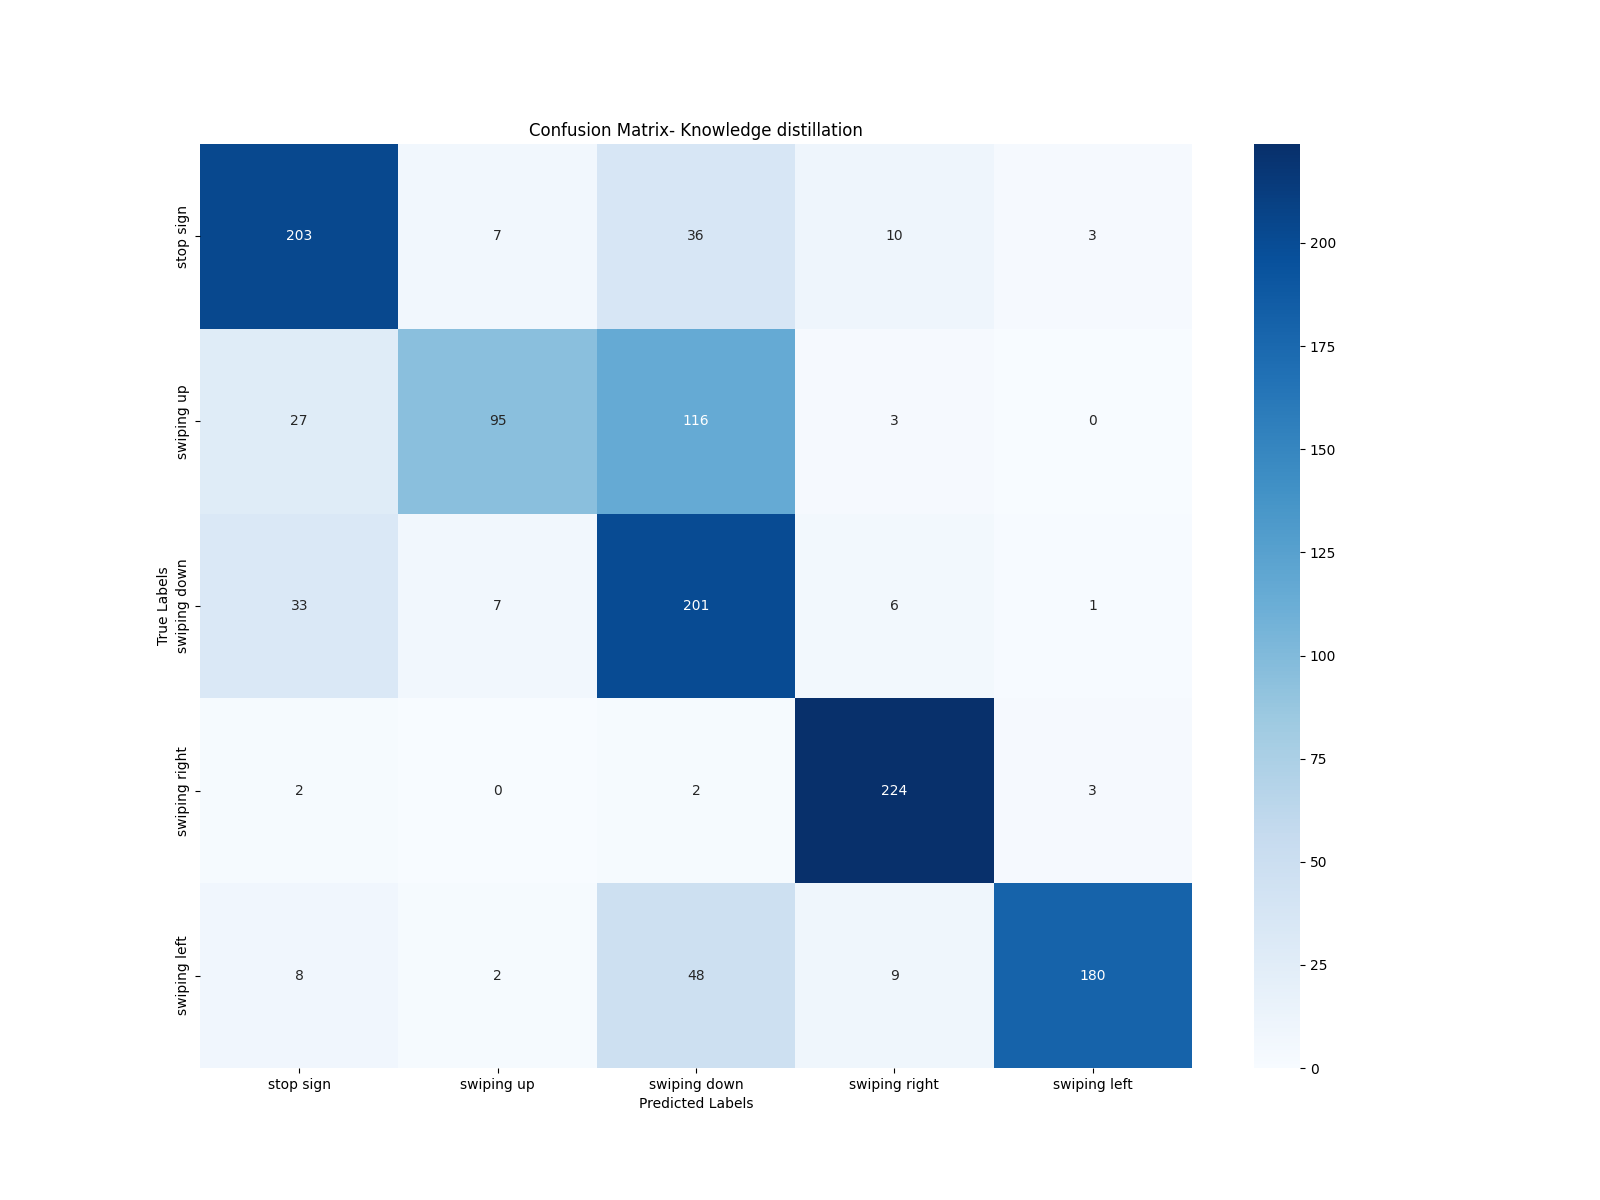 Confusion Matrix- Knowledge distillation
True Labels
stop sign
203 7 36 10 3
swiping up
27 95 116 3 0
swiping down
33 7 201 6 1
swiping right
2 0 2 224 3
swiping left
8 2 48 9 180
stop sign swiping up swiping down swiping right swiping left
Predicted Labels
200
175
150
125
100
75
50
25
0